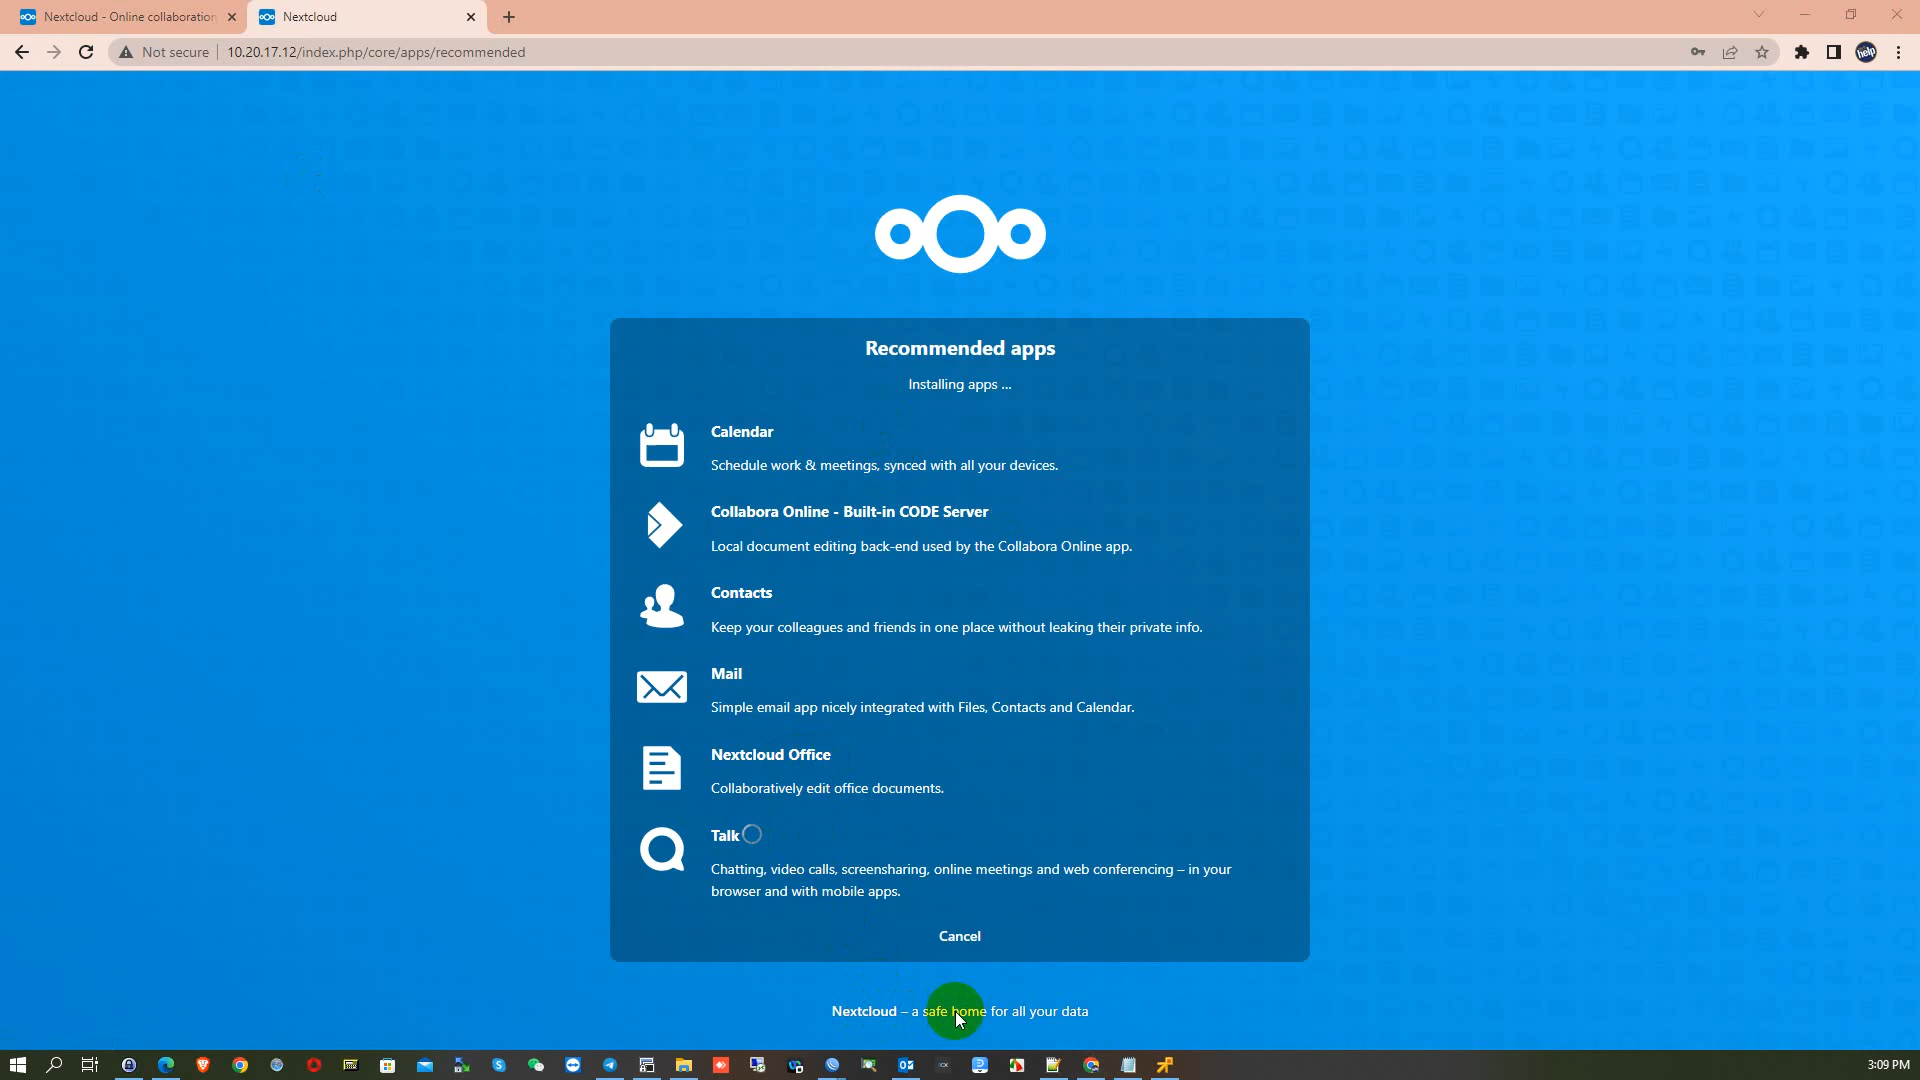 Nextcloud - Online collaboration
Nextcloud
Not secure
10.20.17.12/index.php/core/apps/recommended
help
Recommended apps
Installing apps ...
Calendar
Schedule work & meetings, synced with all your devices.
Collabora Online - Built-in CODE Server
Local document editing back-end used by the Collabora Online app.
Contacts
Keep your colleagues and friends in one place without leaking their private info.
Mail
Simple email app nicely integrated with Files, Contacts and Calendar.
Nextcloud Office
Collaboratively edit office documents.
Talk
Chatting, video calls, screensharing, online meetings and web conferencing – in your
browser and with mobile apps.
Cancel
Nextcloud – a safe home for all your data
3:09 PM